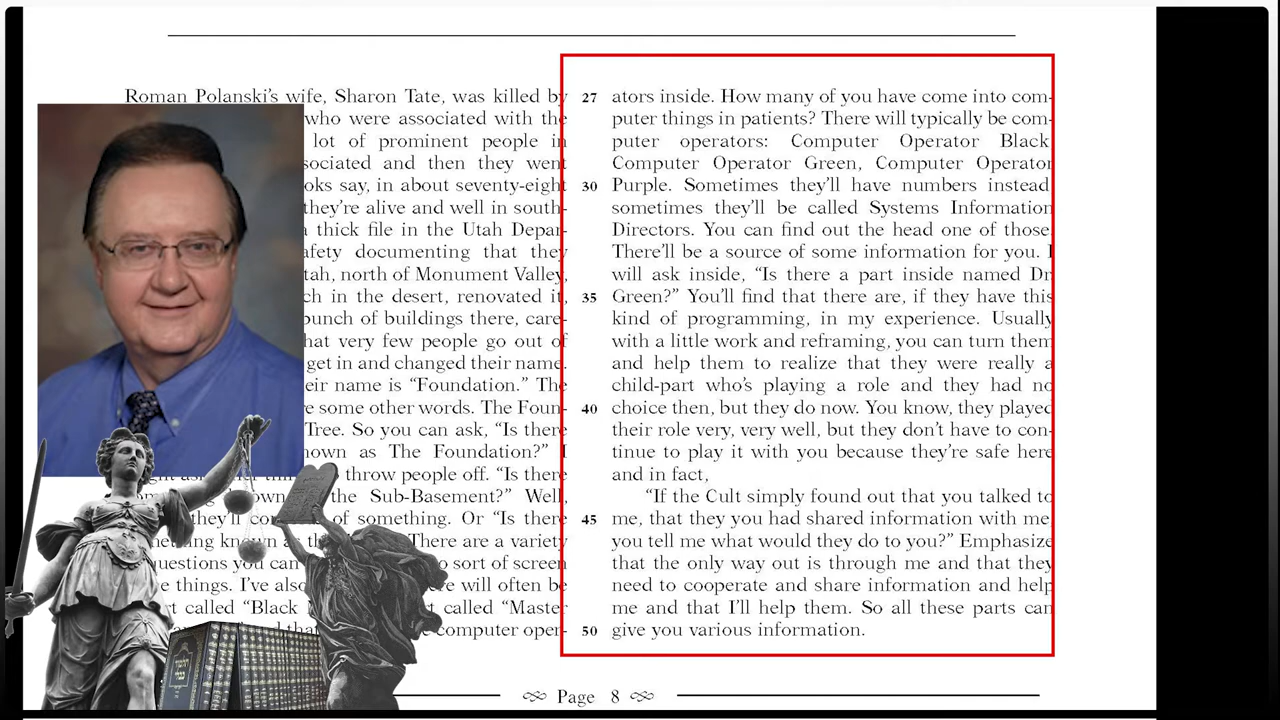 Roman Polanski's wife, Sharon Tate, was killed by
who were associated with the
lot of prominent people in
sociated and then they went
oks say, in about seventy-eight
they're alive and well in south-
thick file in the Utah Depar-
afety documenting that they
tah, north of Monument Valley,
ch in the desert, renovated it,
bunch of buildings there, care-
hat very few people go out of
get in and changed their name.
eir name is "Foundation." The
re some other words. The Foun-
Tree. So you can ask, "Is there
nown as The Foundation?" I
throw people off. "Is there
the Sub-Basement?" Well,
they'll of something. Or "Is there
There are a variety
questions you can sort of screen
things. I've also will often be
called "Black called "Master
computer oper-
27 ators inside. How many of you have come into com-
puter things in patients? There will typically be com-
puter operators: Computer Operator Black
Computer Operator Green, Computer Operator
30 Purple. Sometimes they'll have numbers instead
sometimes they'll be called Systems Information
Directors. You can find out the head one of those
There'll be a source of some information for you. I
will ask inside, "Is there a part inside named Dr
35 Green?" You'll find that there are, if they have this
kind of programming, in my experience. Usually
with a little work and reframing, you can turn them
and help them to realize that they were really a
child-part who's playing a role and they had no
40 choice then, but they do now. You know, they played
their role very, very well, but they don't have to con-
tinue to play it with you because they're safe here
and in fact,
"If the Cult simply found out that you talked to
45 me, that they you had shared information with me
you tell me what would they do to you?" Emphasize
that the only way out is through me and that they
need to cooperate and share information and help
me and that I'll help them. So all these parts can
50 give you various information.
Page 8